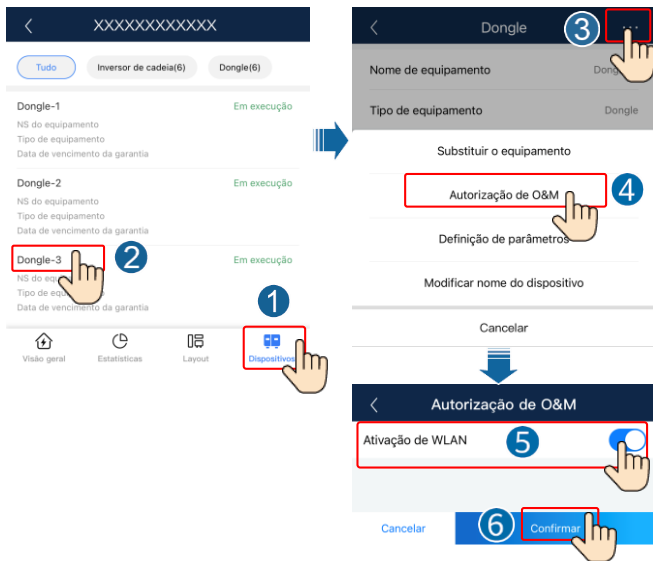 XXXXXXXXXXXX
Tudo
Inversor de cadeia(6)
Dongle(6)
Dongle-1
Em execução
NS do equipamento
Tipo de equipamento
Data de vencimento da garantia
Dongle-2
Em execução
NS do equipamento
Tipo de equipamento
Data de vencimento da garantia
Dongle-3
2
Em execução
NS do
Tipo de
Data de vencimento da garantia
1
Visão geral
Estatísticas
Layout
Dispositivos
Dongle
3
...
Nome de equipamento
Tipo de equipamento
Dongle
Substituir o equipamento
Autorização de O&M
4
Definição de parâmetros
Modificar nome do dispositivo
Cancelar
Autorização de O&M
Ativação de WLAN
5
Cancelar
6
Confirmar